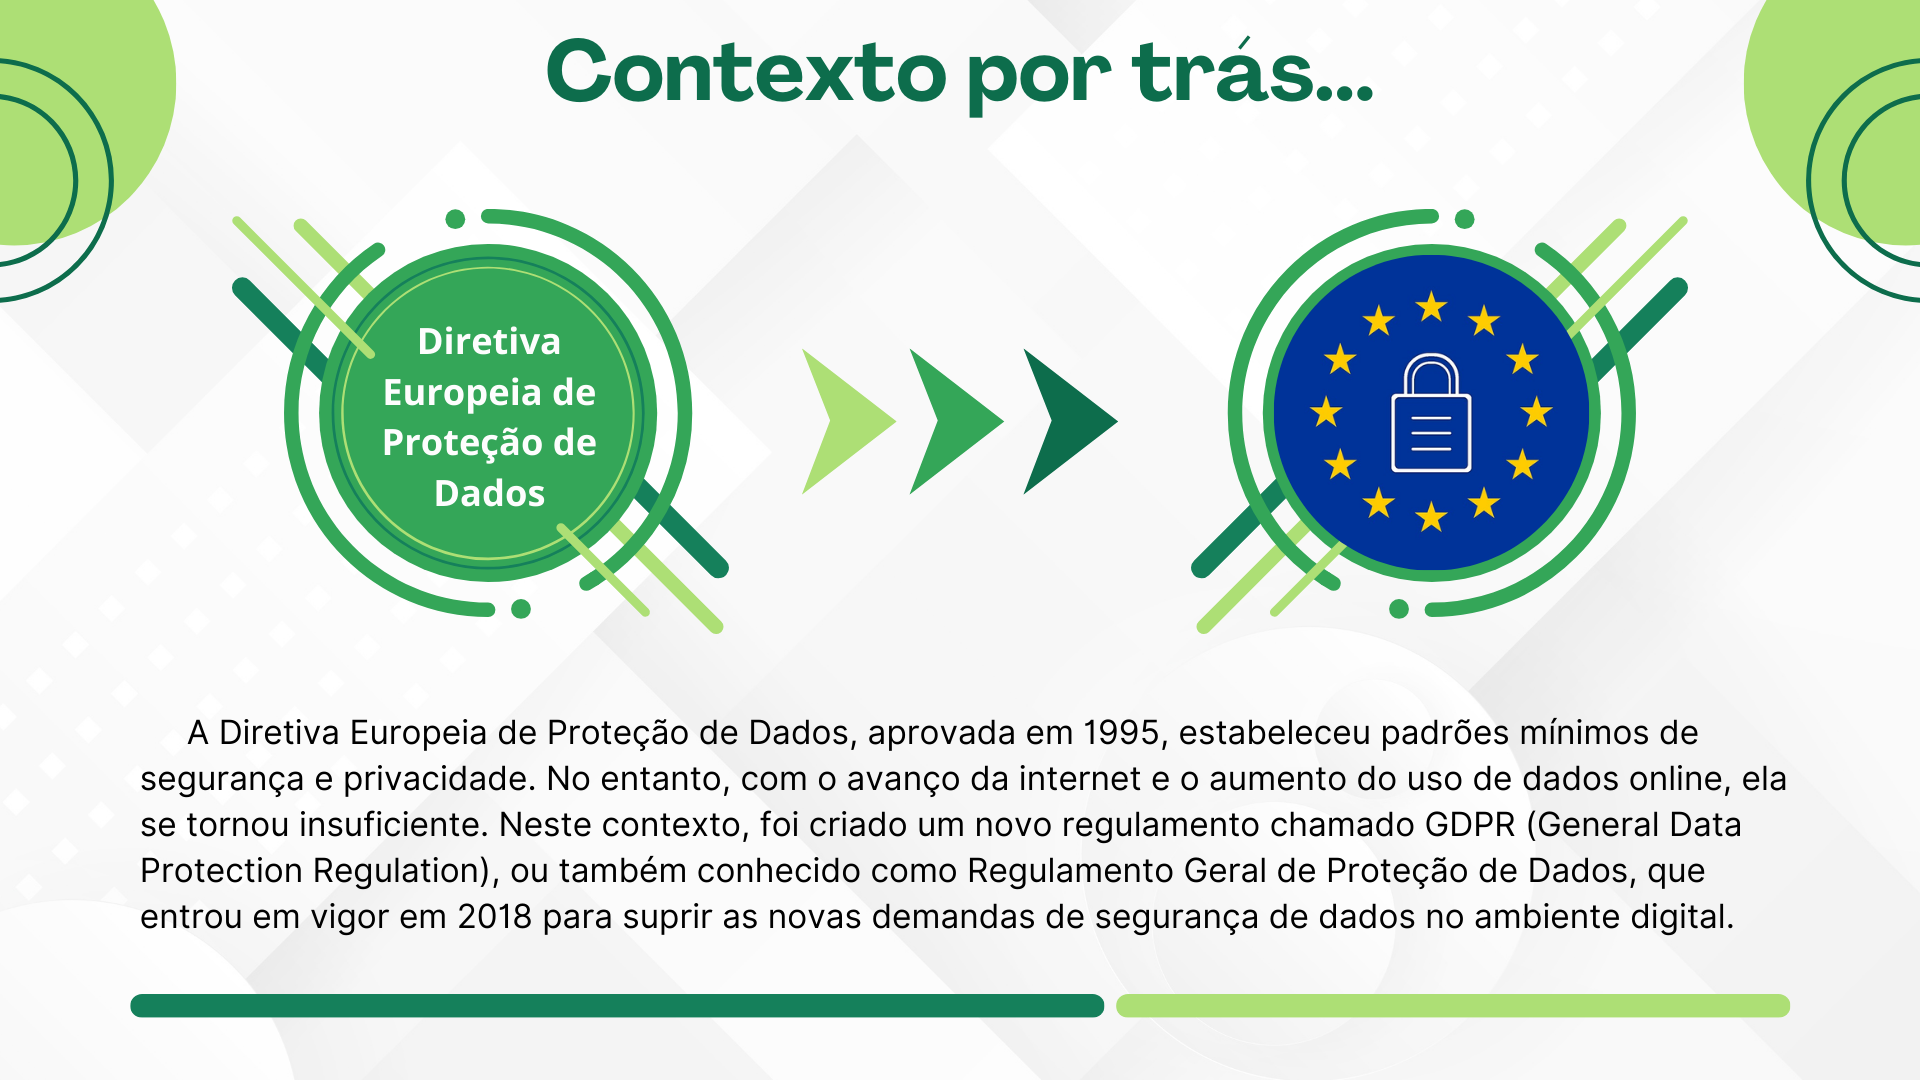 Contexto por trás...
Diretiva
Europeia de
Proteção de
Dados
A Diretiva Europeia de Proteção de Dados, aprovada em 1995, estabeleceu padrões mínimos de
segurança e privacidade. No entanto, com o avanço da internet e o aumento do uso de dados online, ela
se tornou insuficiente. Neste contexto, foi criado um novo regulamento chamado GDPR (General Data
Protection Regulation), ou também conhecido como Regulamento Geral de Proteção de Dados, que
entrou em vigor em 2018 para suprir as novas demandas de segurança de dados no ambiente digital.